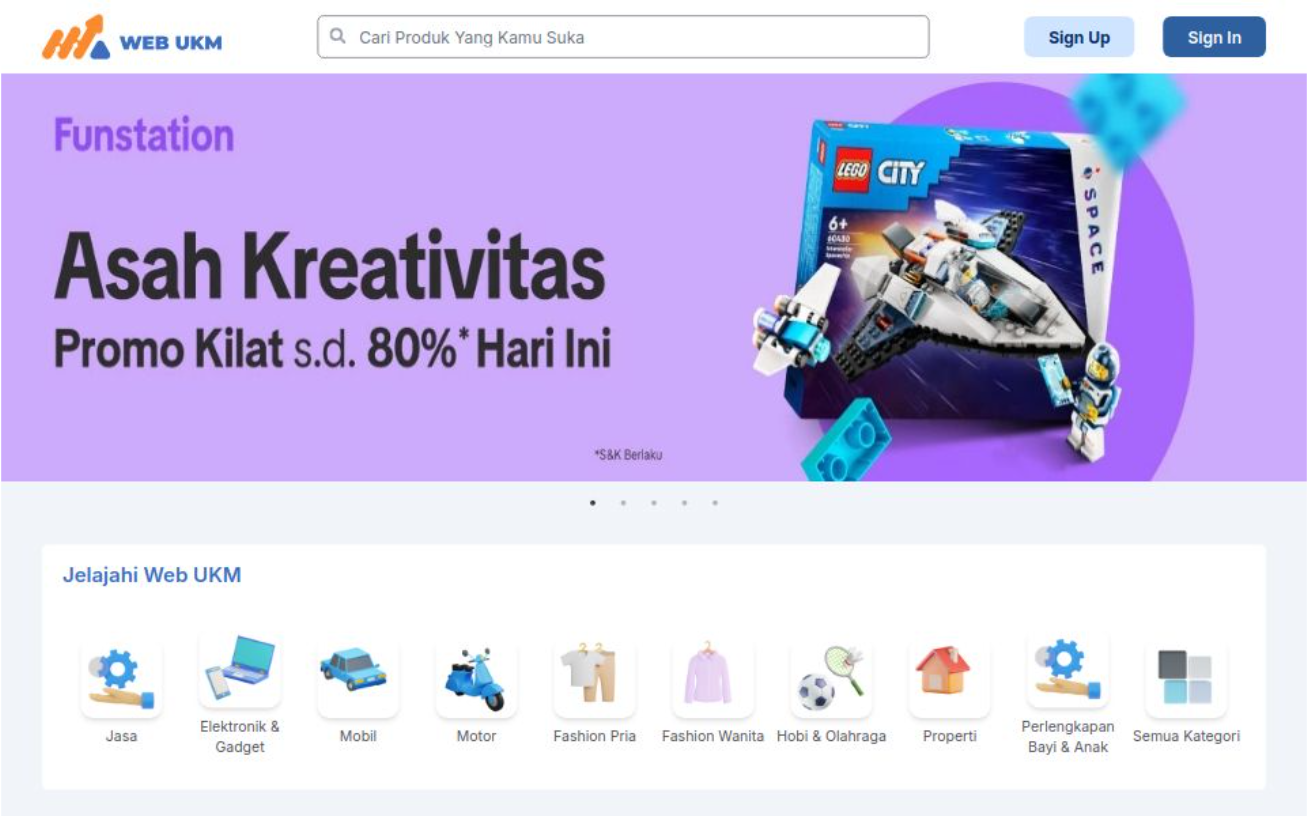 WEB UKM
Cari Produk Yang Kamu Suka
Sign Up
Sign In
Funstation
Asah Kreativitas
Promo Kilat s.d. 80%* Hari Ini
*S&K Berlaku
LEGO CITY
6+
60430
SPACE
Jelajahi Web UKM
Jasa
Elektronik &
Gadget
Mobil
Motor
Fashion Pria
Fashion Wanita
Hobi & Olahraga
Properti
Perlengkapan
Bayi & Anak
Semua Kategori